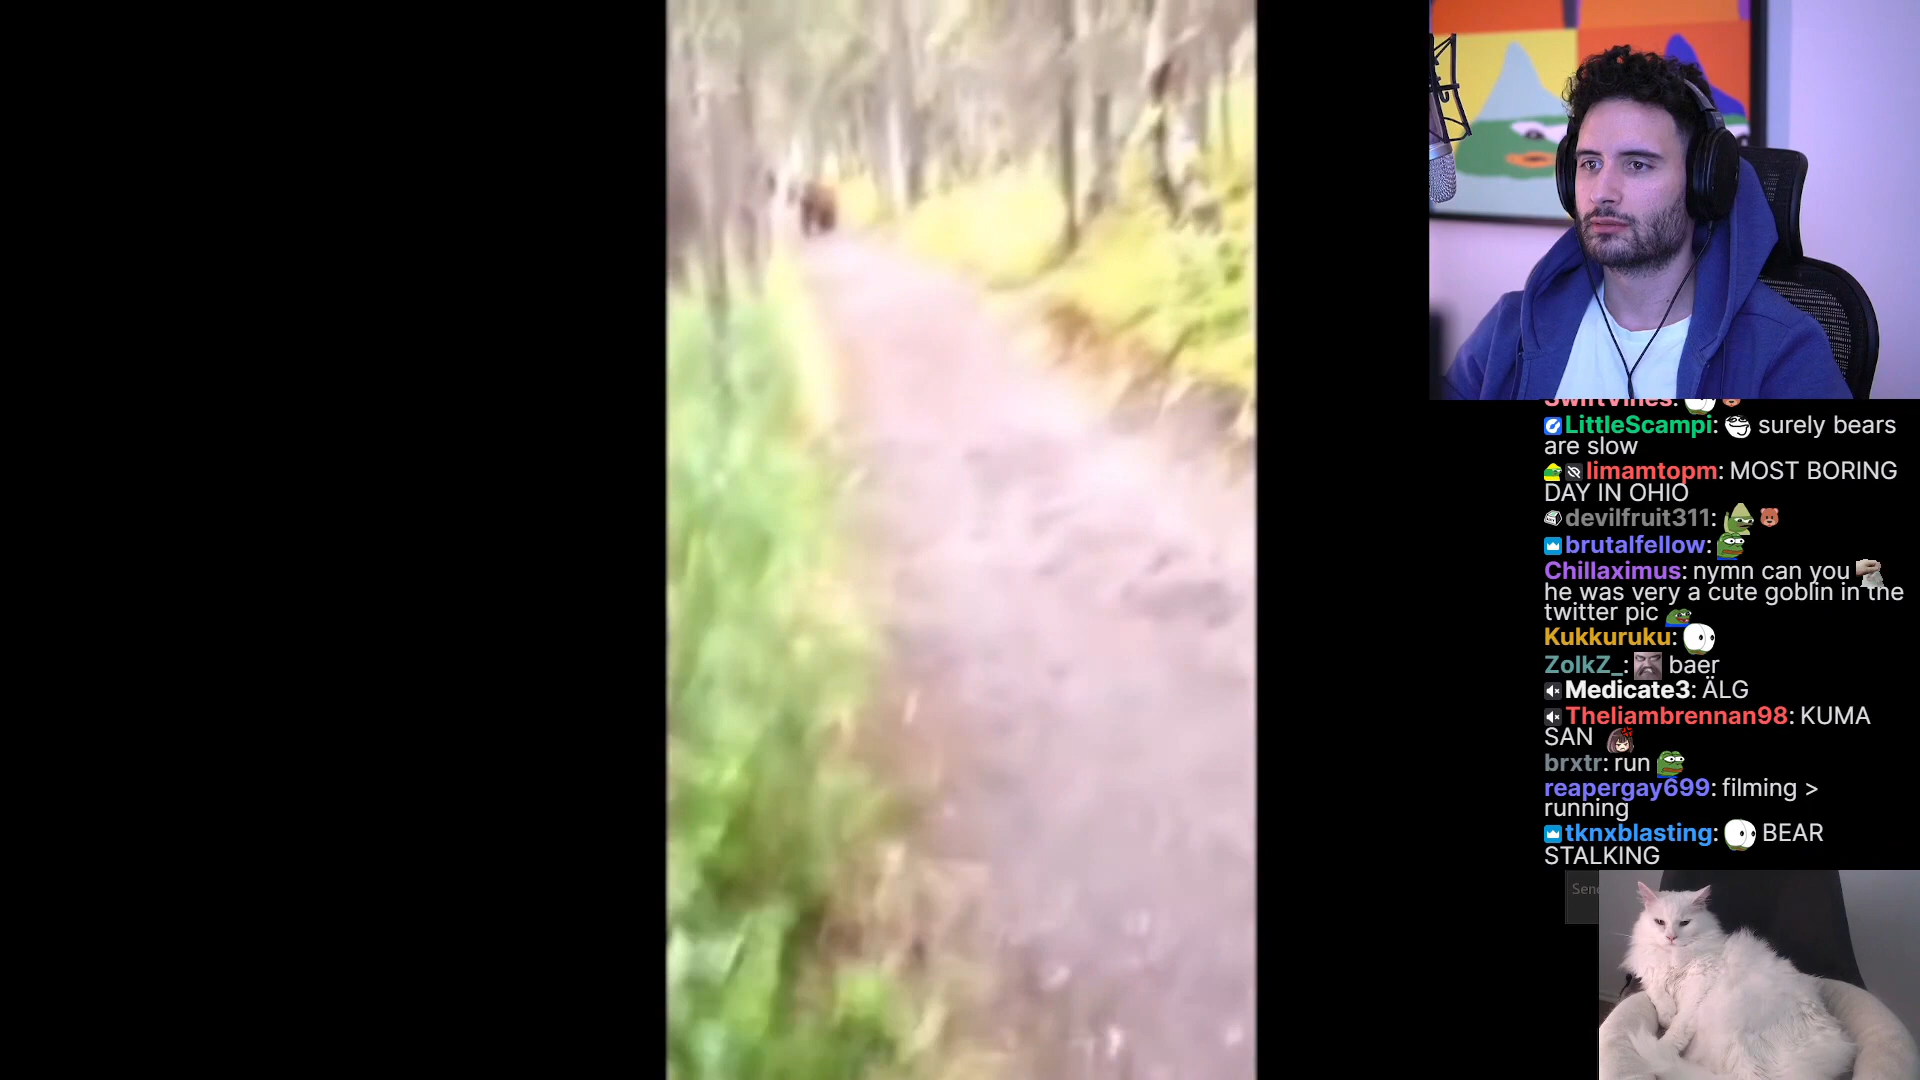 SwiftVines:
LittleScampi: surely bears
are slow
limamtopm: MOST BORING
DAY IN OHIO
devilfruit311:
brutalfellow:
Chillaximus: nymn can you
he was very a cute goblin in the
twitter pic
Kukkuruku:
ZolkZ_: baer
Medicate3: ÄLG
Theliambrennan98: KUMA
SAN
brxtr: run
reapergay699: filming >
running
tknxblasting: BEAR
STALKING